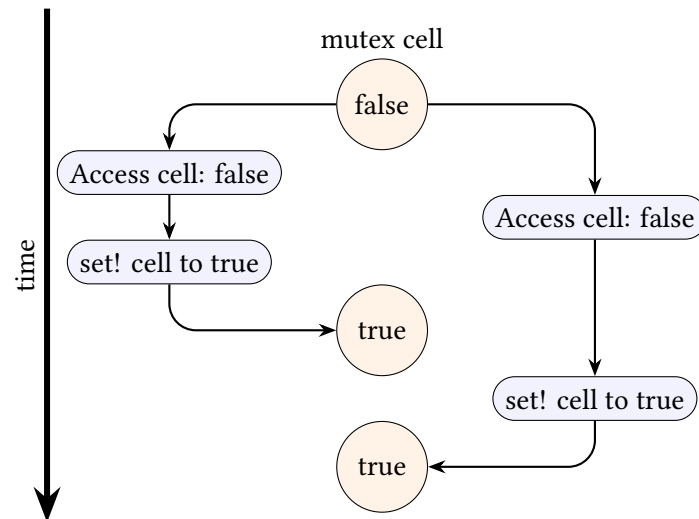 mutex cell
false
Access cell: false
Access cell: false
time
set! cell to true
true
set! cell to true
true